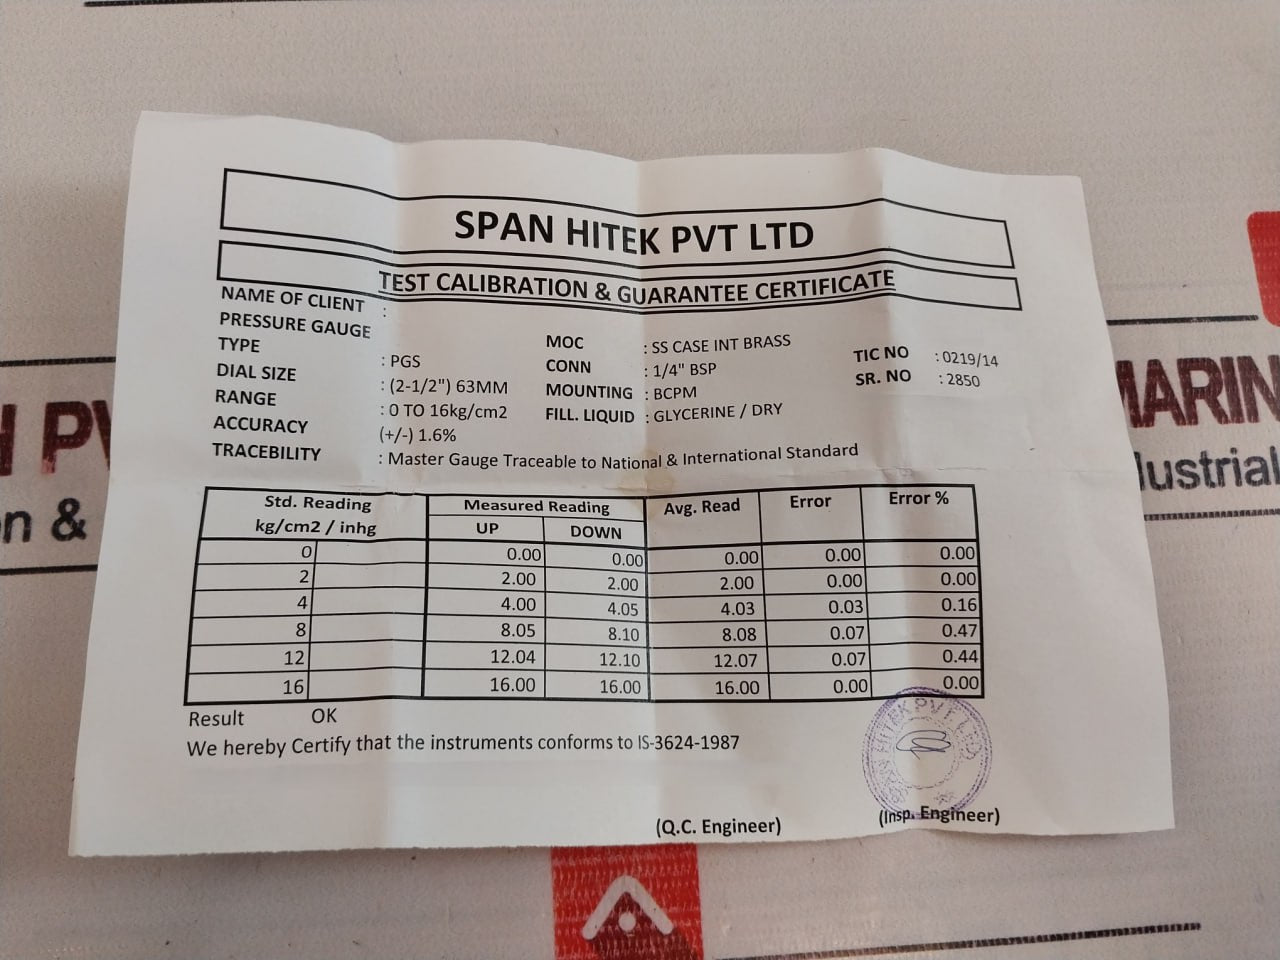 SPAN HITEK PVT LTD
TEST CALIBRATION & GUARANTEE CERTIFICATE
NAME OF CLIENT :
PRESSURE GAUGE
TYPE : PGS
DIAL SIZE : (2-1/2") 63MM
RANGE : 0 TO 16kg/cm2
ACCURACY (+/-) 1.6%
TRACEBILITY : Master Gauge Traceable to National & International Standard
MOC : SS CASE INT BRASS
CONN : 1/4" BSP
MOUNTING : BCPM
FILL. LIQUID : GLYCERINE / DRY
TIC NO : 0219/14
SR. NO : 2850
Std. Reading kg/cm2 / inhg Measured Reading Avg. Read Error Error %
UP DOWN
0 0.00 0.00 0.00 0.00 0.00
2 2.00 2.00 2.00 0.00 0.00
4 4.00 4.05 4.03 0.03 0.16
8 8.05 8.10 8.08 0.07 0.47
12 12.04 12.10 12.07 0.07 0.44
16 16.00 16.00 16.00 0.00 0.00
Result OK
We hereby Certify that the instruments conforms to IS-3624-1987
SPAN HITEK PVT. LTD
(Q.C. Engineer) (Insp. Engineer)
H PV
n &
MARIN
dustrial